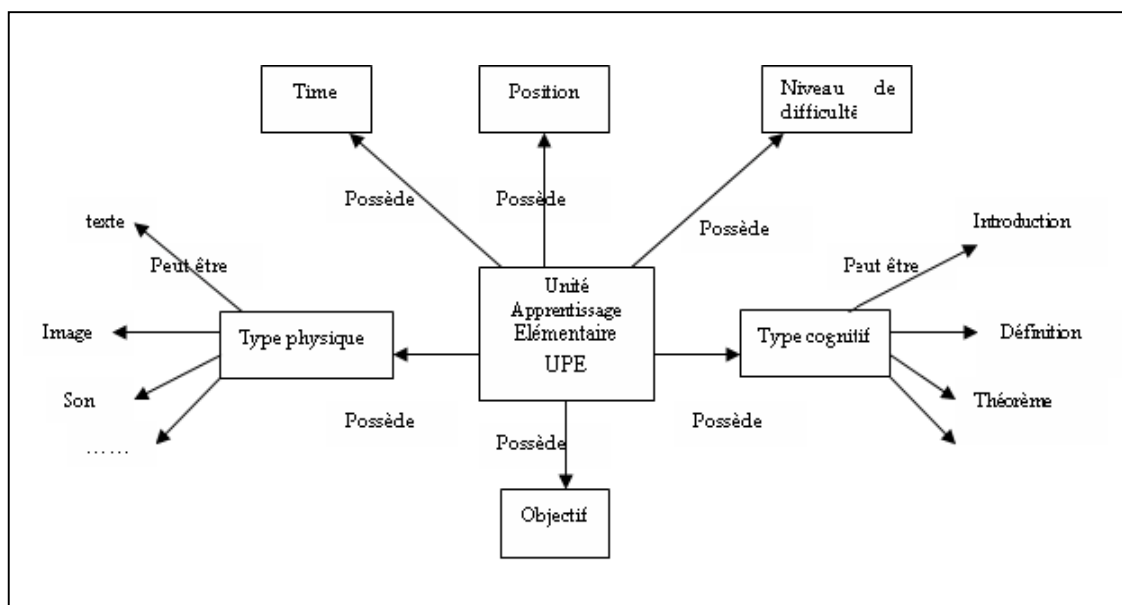 Time
Position
Niveau de
difficulté
Possède
Possède
Possède
texte
Introduction
Peut être
Peut être
Unité
Apprentissage
Elémentaire
UPE
Image
Type physique
Type cognitif
Définition
Son
Théorème
Possède
Possède
Possède
......
Objectif